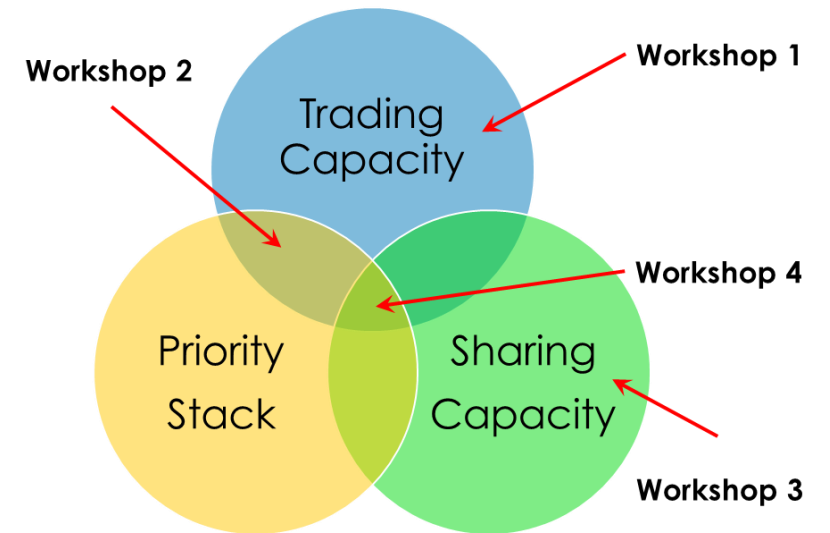 Workshop 1
Workshop 2
Trading
Capacity
Workshop 4
Priority
Stack
Sharing
Capacity
Workshop 3